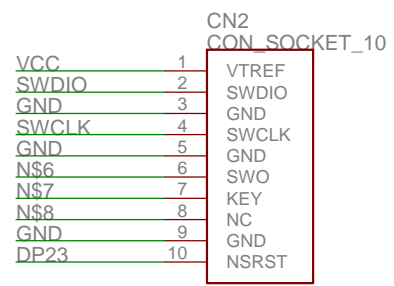 CN2
CON_SOCKET_10
VCC 1 VTREF
SWDIO 2 SWDIO
GND 3 GND
SWCLK 4 SWCLK
GND 5 GND
N$6 6 SWO
N$7 7 KEY
N$8 8 NC
GND 9 GND
DP23 10 NSRST